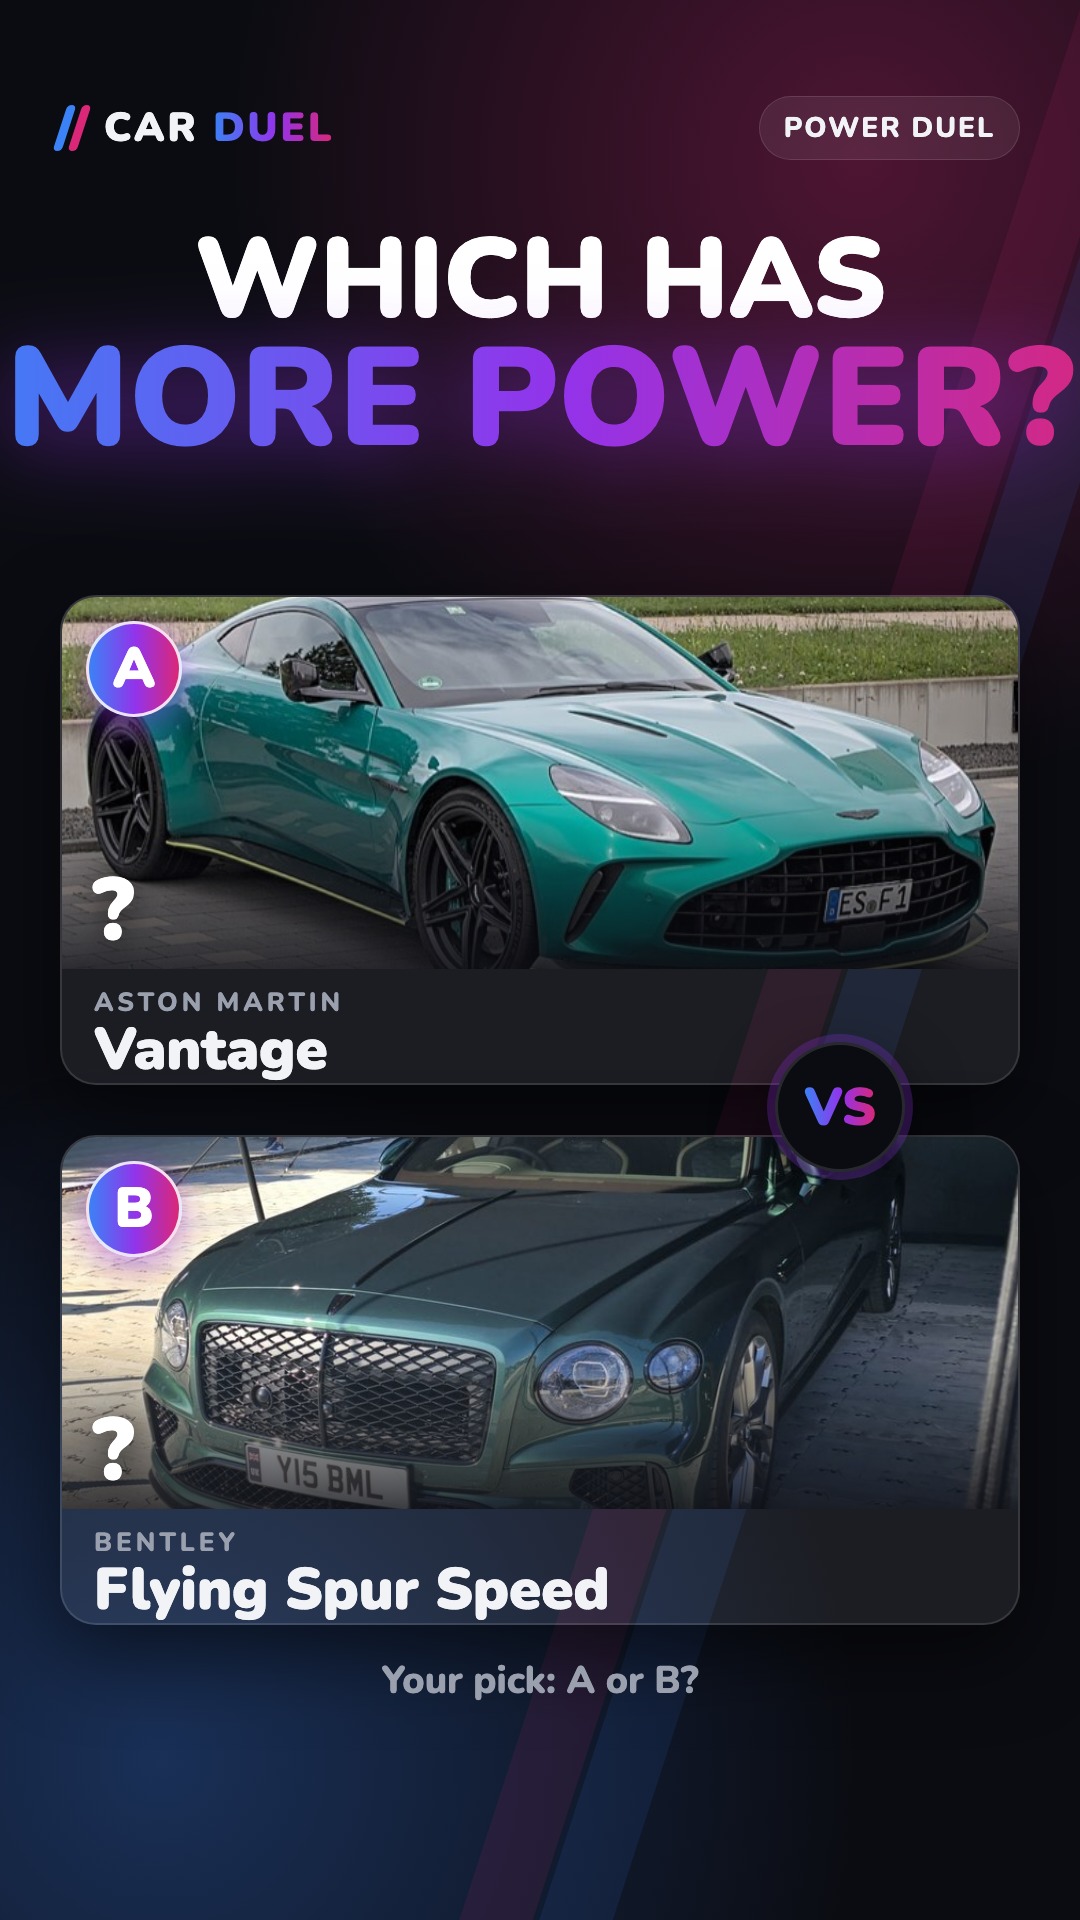 CAR DUEL
POWER DUEL
WHICH HAS
MORE POWER?
A
?
ES F 1
ASTON MARTIN
Vantage
VS
B
?
Y15 BML
BENTLEY
Flying Spur Speed
Your pick: A or B?